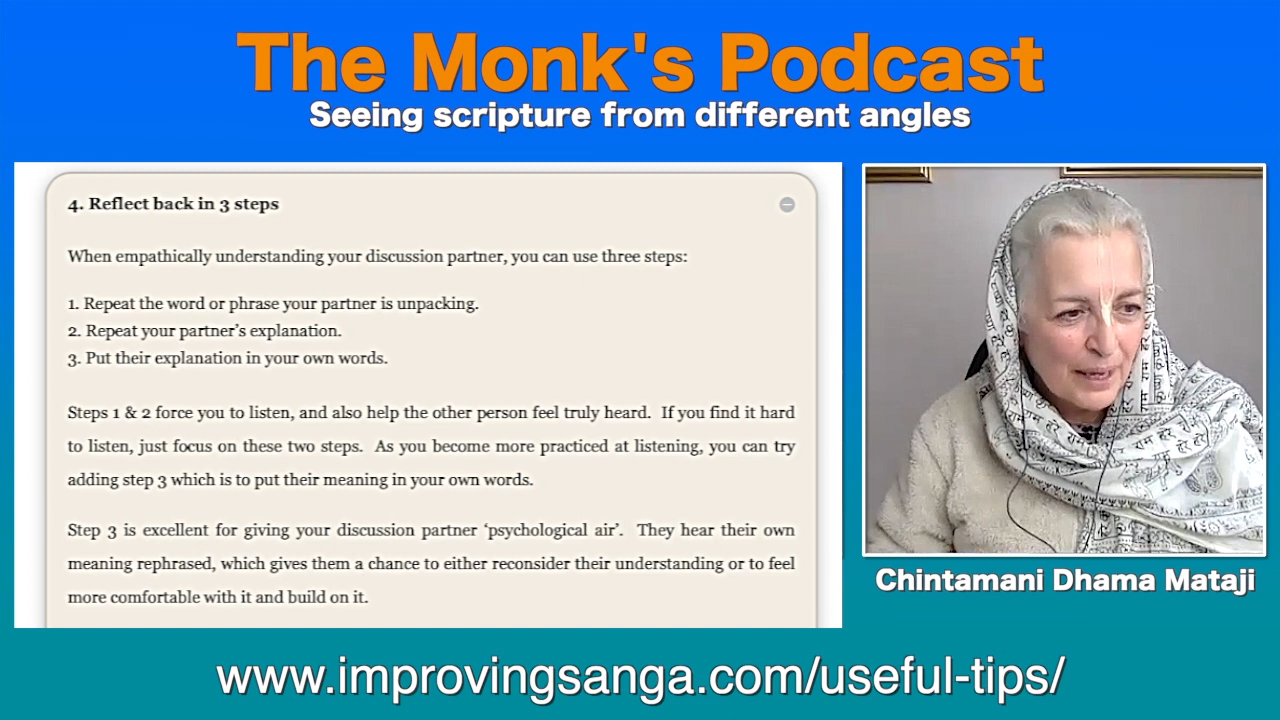 The Monk's Podcast
Seeing scripture from different angles
4. Reflect back in 3 steps
When empathically understanding your discussion partner, you can use three steps:
1. Repeat the word or phrase your partner is unpacking.
2. Repeat your partner’s explanation.
3. Put their explanation in your own words.
Steps 1 & 2 force you to listen, and also help the other person feel truly heard. If you find it hard
to listen, just focus on these two steps. As you become more practiced at listening, you can try
adding step 3 which is to put their meaning in your own words.
Step 3 is excellent for giving your discussion partner ‘psychological air’. They hear their own
meaning rephrased, which gives them a chance to either reconsider their understanding or to feel
more comfortable with it and build on it.
Chintamani Dhama Mataji
www.improvingsanga.com/useful-tips/